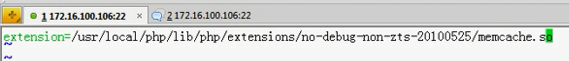 1 172.16.100.106:22 2 172.16.100.106:22
extension=/usr/local/php/lib/php/extensions/no-debug-non-zts-20100525/memcache.so
~
~